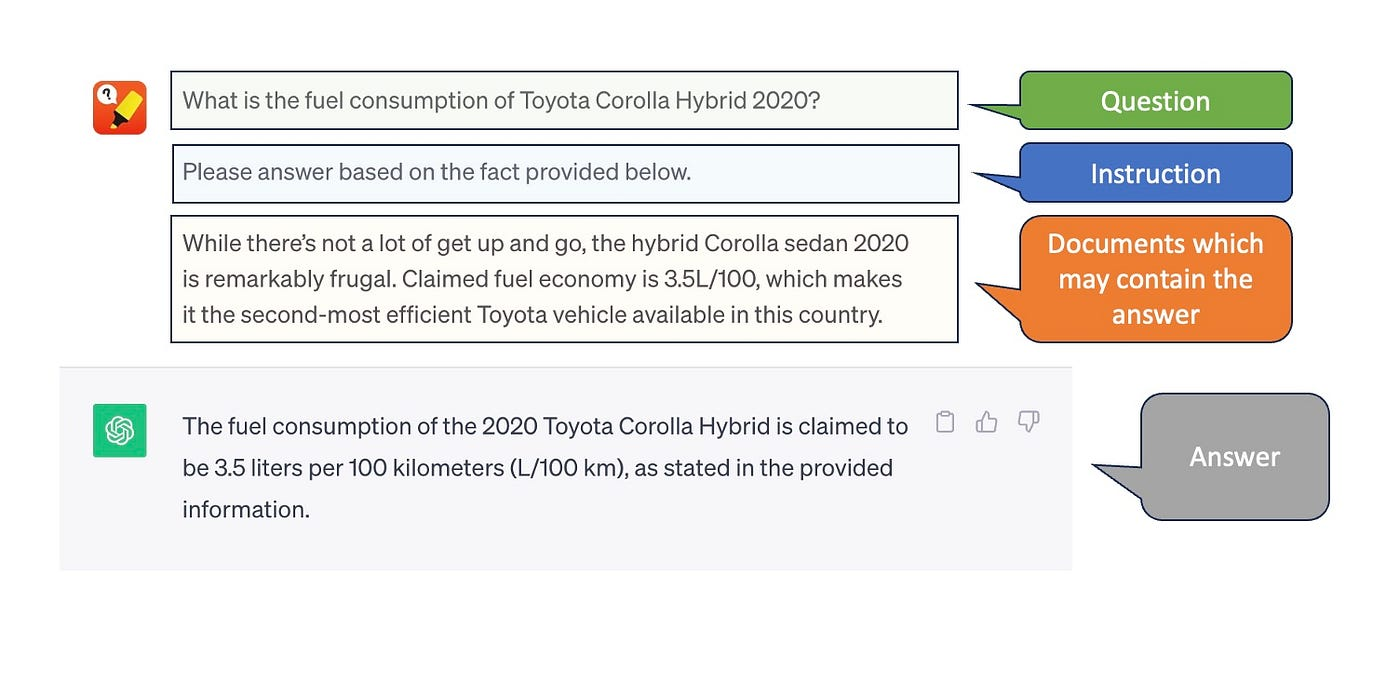 ?
What is the fuel consumption of Toyota Corolla Hybrid 2020?
Question
Please answer based on the fact provided below.
Instruction
While there’s not a lot of get up and go, the hybrid Corolla sedan 2020
is remarkably frugal. Claimed fuel economy is 3.5L/100, which makes
it the second-most efficient Toyota vehicle available in this country.
Documents which
may contain the
answer
The fuel consumption of the 2020 Toyota Corolla Hybrid is claimed to
be 3.5 liters per 100 kilometers (L/100 km), as stated in the provided
information.
Answer